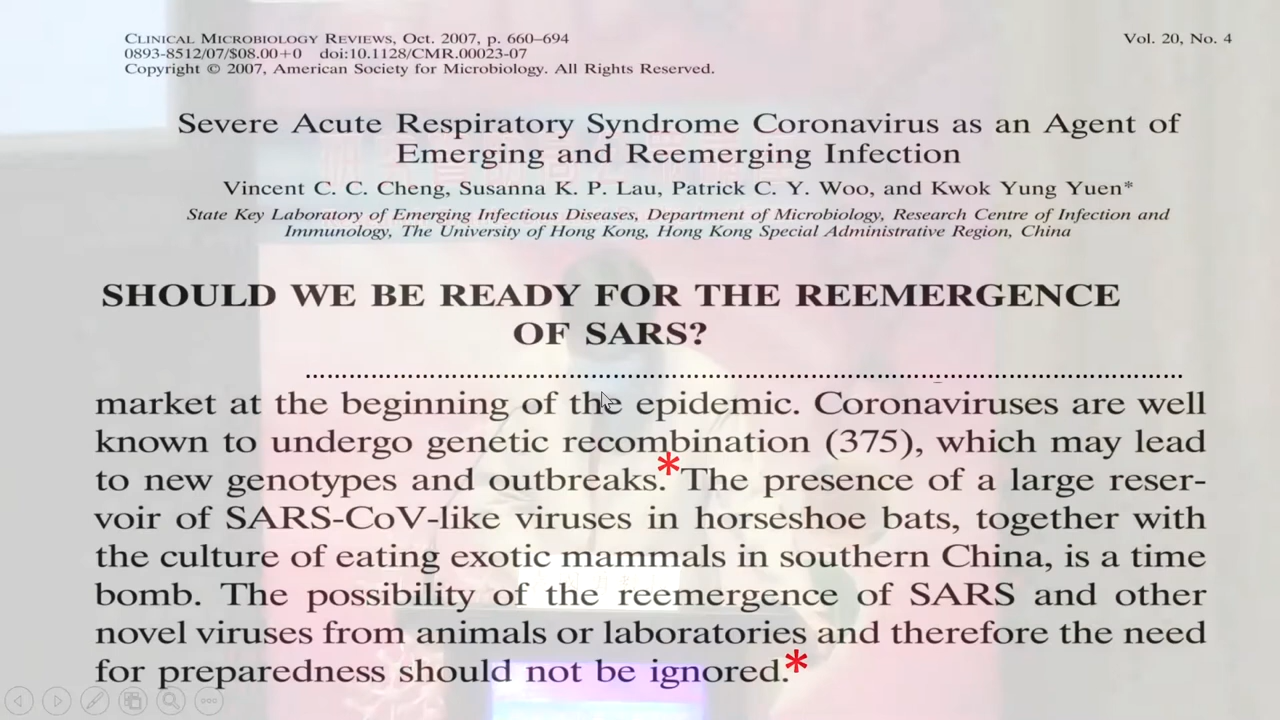 CLINICAL MICROBIOLOGY REVIEWS, Oct. 2007, p. 660–694
Vol. 20, No. 4
0893-8512/07/$08.00+0 doi:10.1128/CMR.00023-07
Copyright © 2007, American Society for Microbiology. All Rights Reserved.
Severe Acute Respiratory Syndrome Coronavirus as an Agent of
Emerging and Reemerging Infection
Vincent C. C. Cheng, Susanna K. P. Lau, Patrick C. Y. Woo, and Kwok Yung Yuen*
State Key Laboratory of Emerging Infectious Diseases, Department of Microbiology, Research Centre of Infection and
Immunology, The University of Hong Kong, Hong Kong Special Administrative Region, China
SHOULD WE BE READY FOR THE REEMERGENCE
OF SARS?
market at the beginning of the epidemic. Coronaviruses are well
known to undergo genetic recombination (375), which may lead
to new genotypes and outbreaks.* The presence of a large reser-
voir of SARS-CoV-like viruses in horseshoe bats, together with
the culture of eating exotic mammals in southern China, is a time
bomb. The possibility of the reemergence of SARS and other
novel viruses from animals or laboratories and therefore the need
for preparedness should not be ignored.*